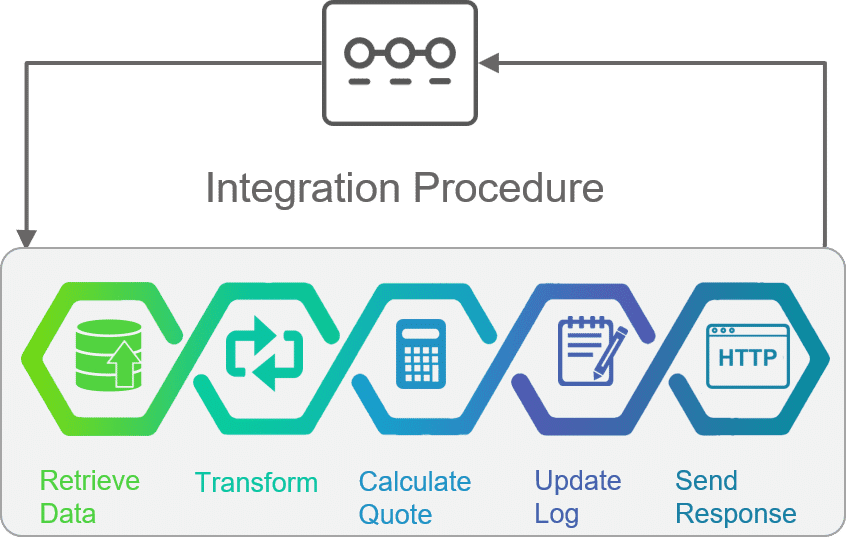 Integration Procedure
HTTP
Retrieve
Data
Transform
Calculate
Quote
Update
Log
Send
Response